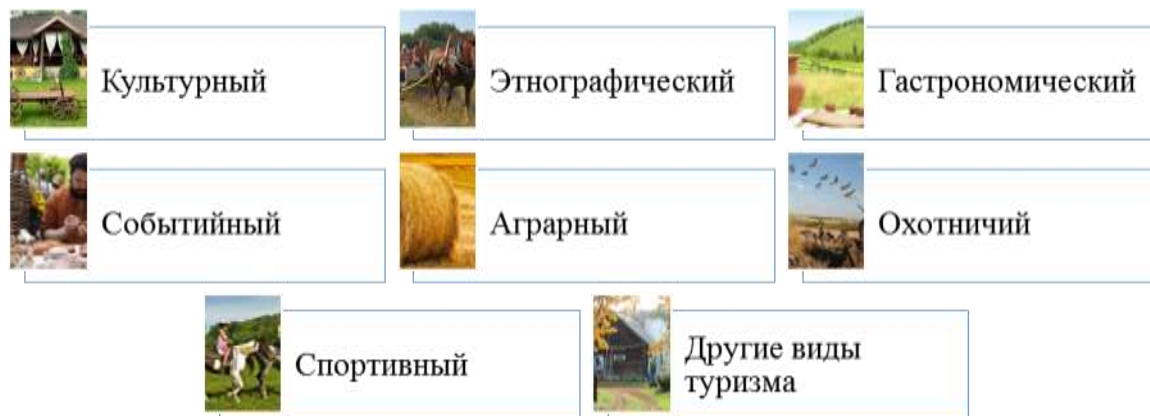 Культурный
Этнографический
Гастрономический
Событийный
Аграрный
Охотничий
Спортивный
Другие виды
туризма